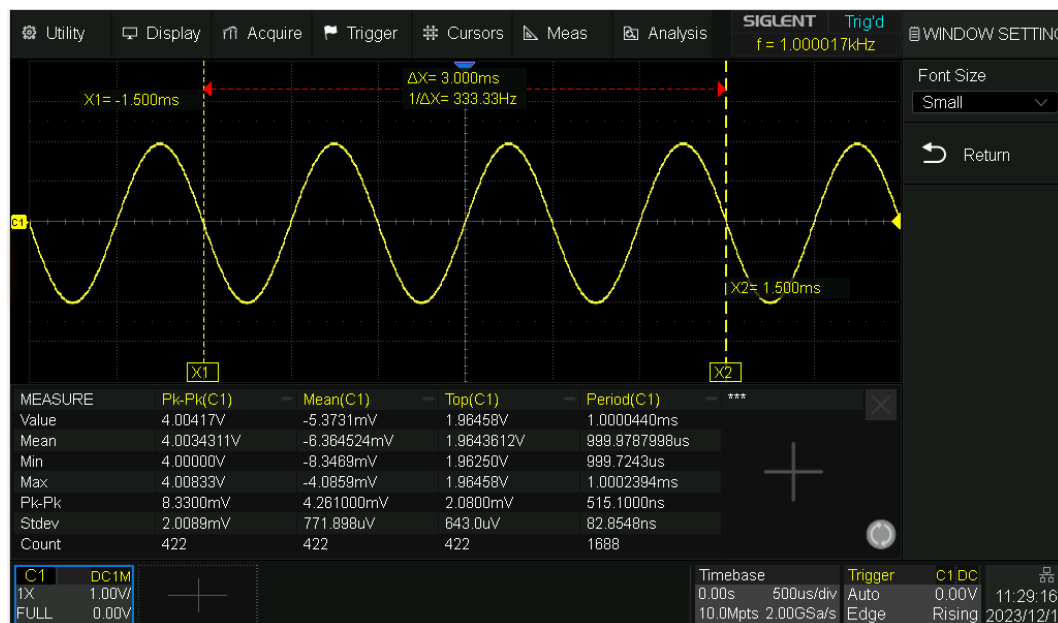 Utility Display Acquire Trigger Cursors Meas Analysis SIGLENT Trig'd
f = 1.000017kHz
WINDOW SETTING
Font Size
Small
Return
ΔX= 3.000ms
1/ΔX= 333.33Hz
X1= -1.500ms
C1
X2= 1.500ms
X1 X2
MEASURE Pk-Pk(C1) Mean(C1) Top(C1) Period(C1) ***
Value 4.00417V -5.3731mV 1.96458V 1.0000440ms
Mean 4.0034311V -6.364524mV 1.9643612V 999.9787998us
Min 4.00000V -8.3469mV 1.96250V 999.7243us
Max 4.00833V -4.0859mV 1.96458V 1.0002394ms
Pk-Pk 8.3300mV 4.261000mV 2.0800mV 515.1000ns
Stdev 2.0089mV 771.898uV 643.0uV 82.8548ns
Count 422 422 422 1688
C1 DC1M
1X 1.00V/
FULL 0.00V
Timebase
0.00s 500us/div
10.0Mpts 2.00GSa/s
Trigger C1 DC
Auto 0.00V
Edge Rising
11:29:16
2023/12/1